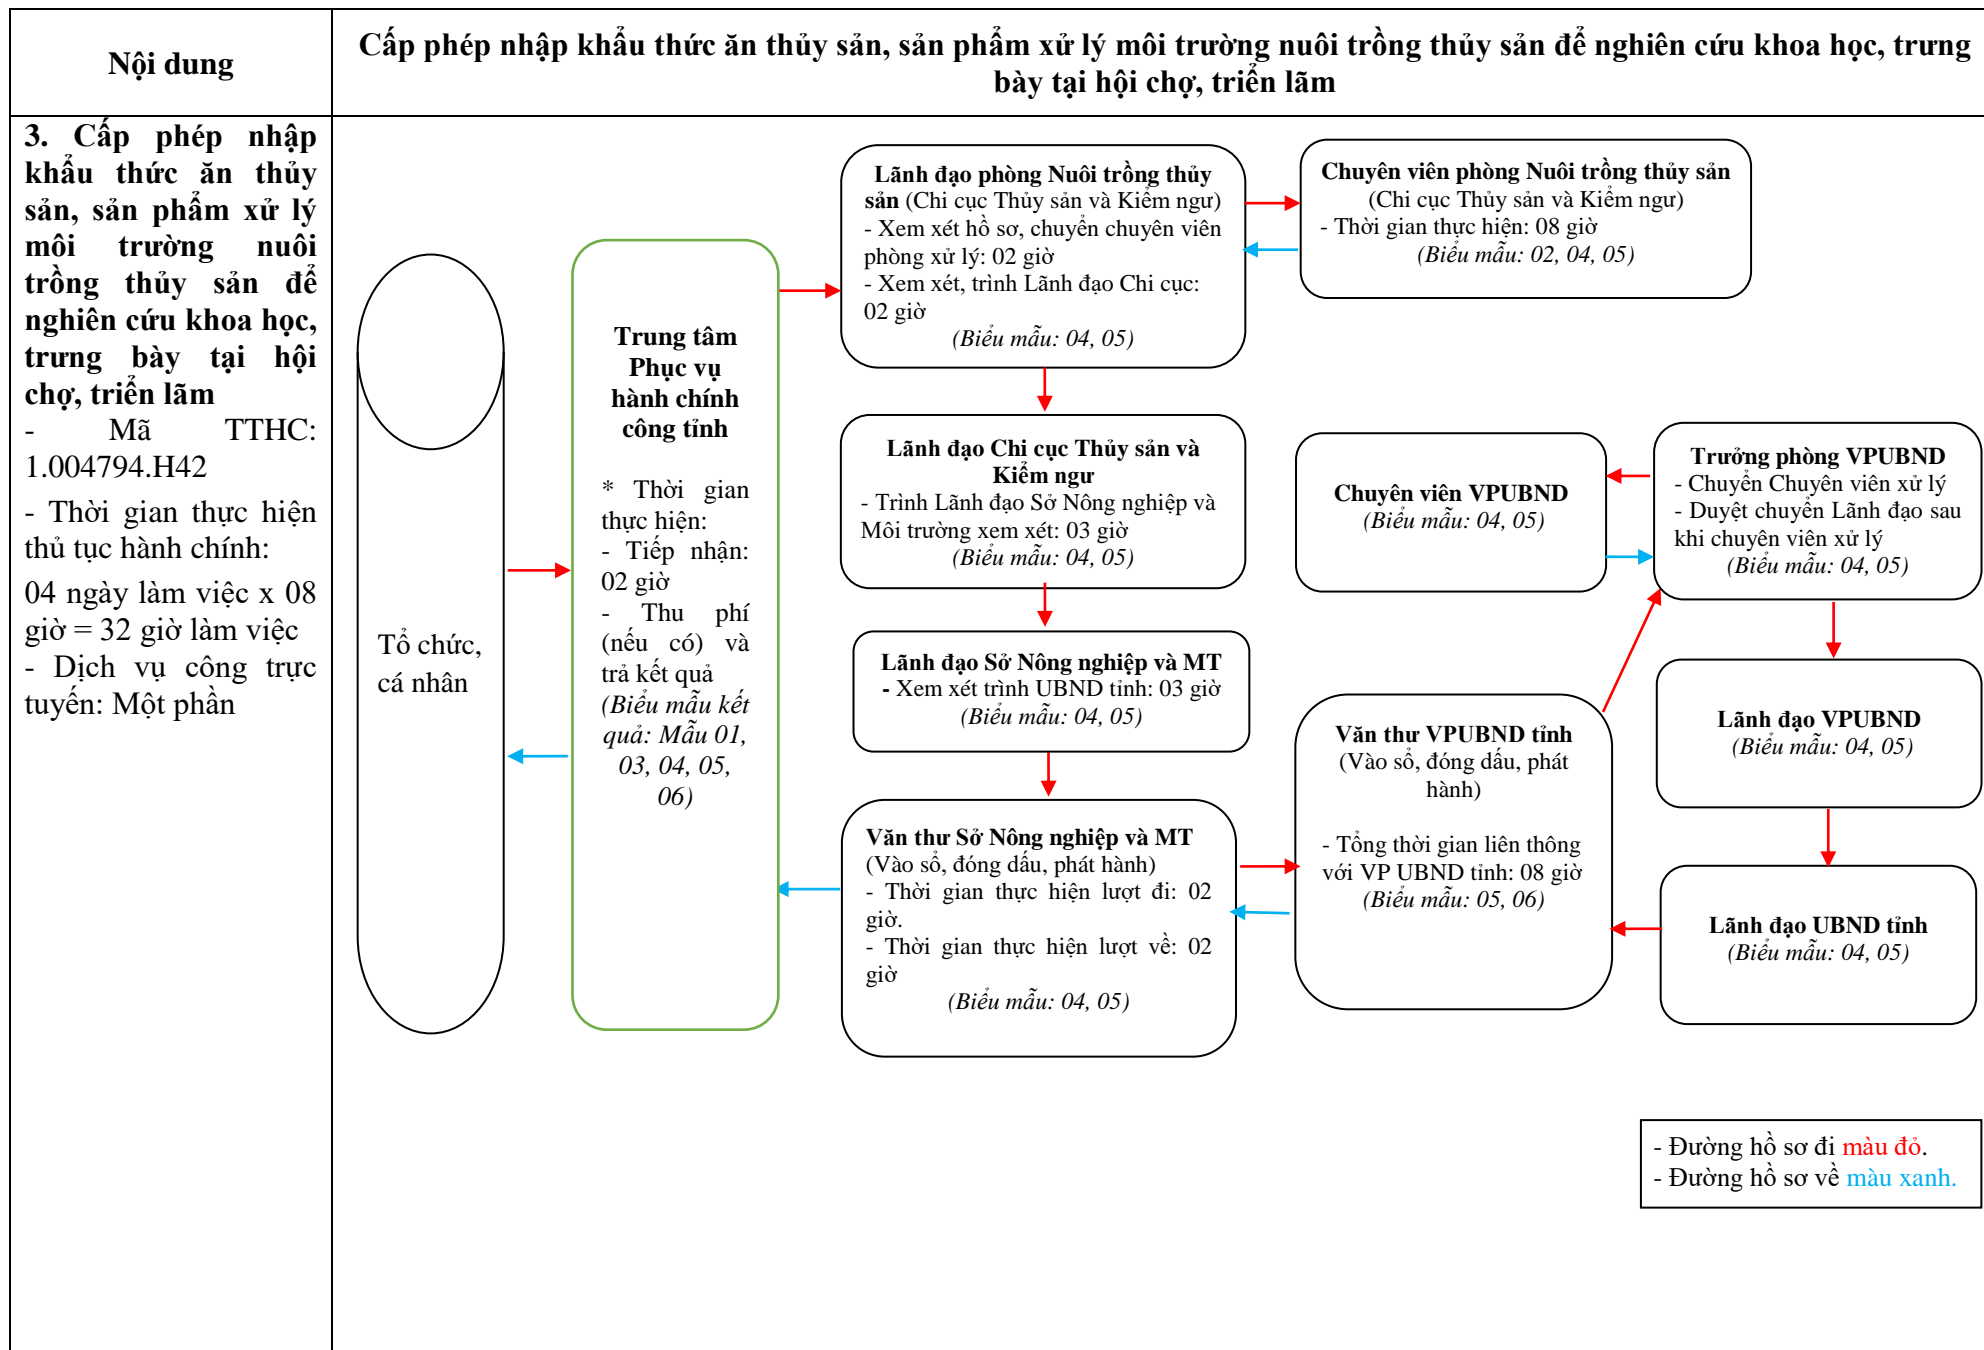 Nội dung
Cấp phép nhập khẩu thức ăn thủy sản, sản phẩm xử lý môi trường nuôi trồng thủy sản để nghiên cứu khoa học, trưng
bày tại hội chợ, triển lãm
3. Cấp phép nhập
khẩu thức ăn thủy
sản, sản phẩm xử lý
môi trường nuôi
trồng thủy sản để
nghiên cứu khoa học,
trưng bày tại hội
chợ, triển lãm
- Mã TTHC:
1.004794.H42
- Thời gian thực hiện
thủ tục hành chính:
04 ngày làm việc x 08
giờ = 32 giờ làm việc
- Dịch vụ công trực
tuyến: Một phần
Tổ chức,
cá nhân
Trung tâm
Phục vụ
hành chính
công tỉnh
* Thời gian
thực hiện:
- Tiếp nhận:
02 giờ
- Thu phí
(nếu có) và
trả kết quả
(Biểu mẫu kết
quả: Mẫu 01,
03, 04, 05,
06)
Lãnh đạo phòng Nuôi trồng thủy
sản (Chi cục Thủy sản và Kiểm ngư)
- Xem xét hồ sơ, chuyển chuyên viên
phòng xử lý: 02 giờ
- Xem xét, trình Lãnh đạo Chi cục:
02 giờ
(Biểu mẫu: 04, 05)
Chuyên viên phòng Nuôi trồng thủy sản
(Chi cục Thủy sản và Kiểm ngư)
- Thời gian thực hiện: 08 giờ
(Biểu mẫu: 02, 04, 05)
Lãnh đạo Chi cục Thủy sản và
Kiểm ngư
- Trình Lãnh đạo Sở Nông nghiệp và
Môi trường xem xét: 03 giờ
(Biểu mẫu: 04, 05)
Lãnh đạo Sở Nông nghiệp và MT
- Xem xét trình UBND tỉnh: 03 giờ
(Biểu mẫu: 04, 05)
Văn thư Sở Nông nghiệp và MT
(Vào sổ, đóng dấu, phát hành)
- Thời gian thực hiện lượt đi: 02
giờ.
- Thời gian thực hiện lượt về: 02
giờ
(Biểu mẫu: 04, 05)
Văn thư VPUBND tỉnh
(Vào sổ, đóng dấu, phát
hành)
- Tổng thời gian liên thông
với VP UBND tỉnh: 08 giờ
(Biểu mẫu: 05, 06)
Chuyên viên VPUBND
(Biểu mẫu: 04, 05)
Trưởng phòng VPUBND
- Chuyển Chuyên viên xử lý
- Duyệt chuyển Lãnh đạo sau
khi chuyên viên xử lý
(Biểu mẫu: 04, 05)
Lãnh đạo VPUBND
(Biểu mẫu: 04, 05)
Lãnh đạo UBND tỉnh
(Biểu mẫu: 04, 05)
- Đường hồ sơ đi màu đỏ.
- Đường hồ sơ về màu xanh.